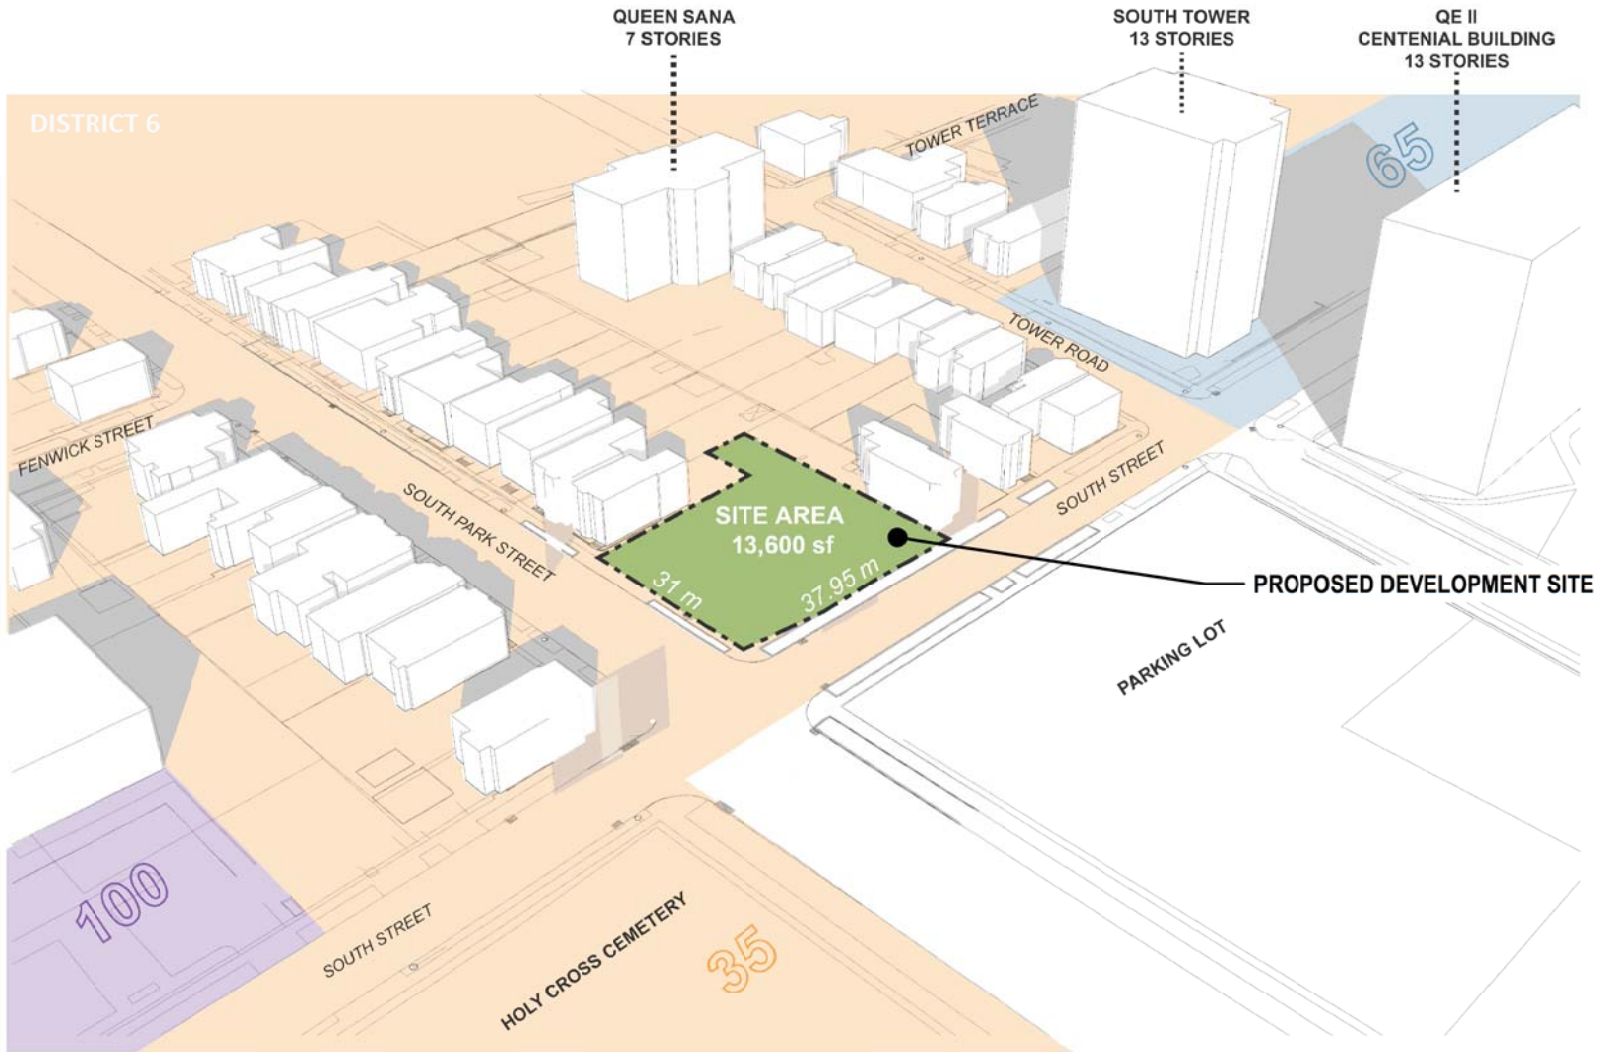 QUEEN SANA
7 STORIES
SOUTH TOWER
13 STORIES
QE II
CENTENIAL BUILDING
13 STORIES
DISTRICT 6
TOWER TERRACE
65
TOWER ROAD
FENWICK STREET
SOUTH PARK STREET
SOUTH STREET
SITE AREA
13,600 sf
31 m
37.95 m
PROPOSED DEVELOPMENT SITE
PARKING LOT
100
SOUTH STREET
HOLY CROSS CEMETERY
35